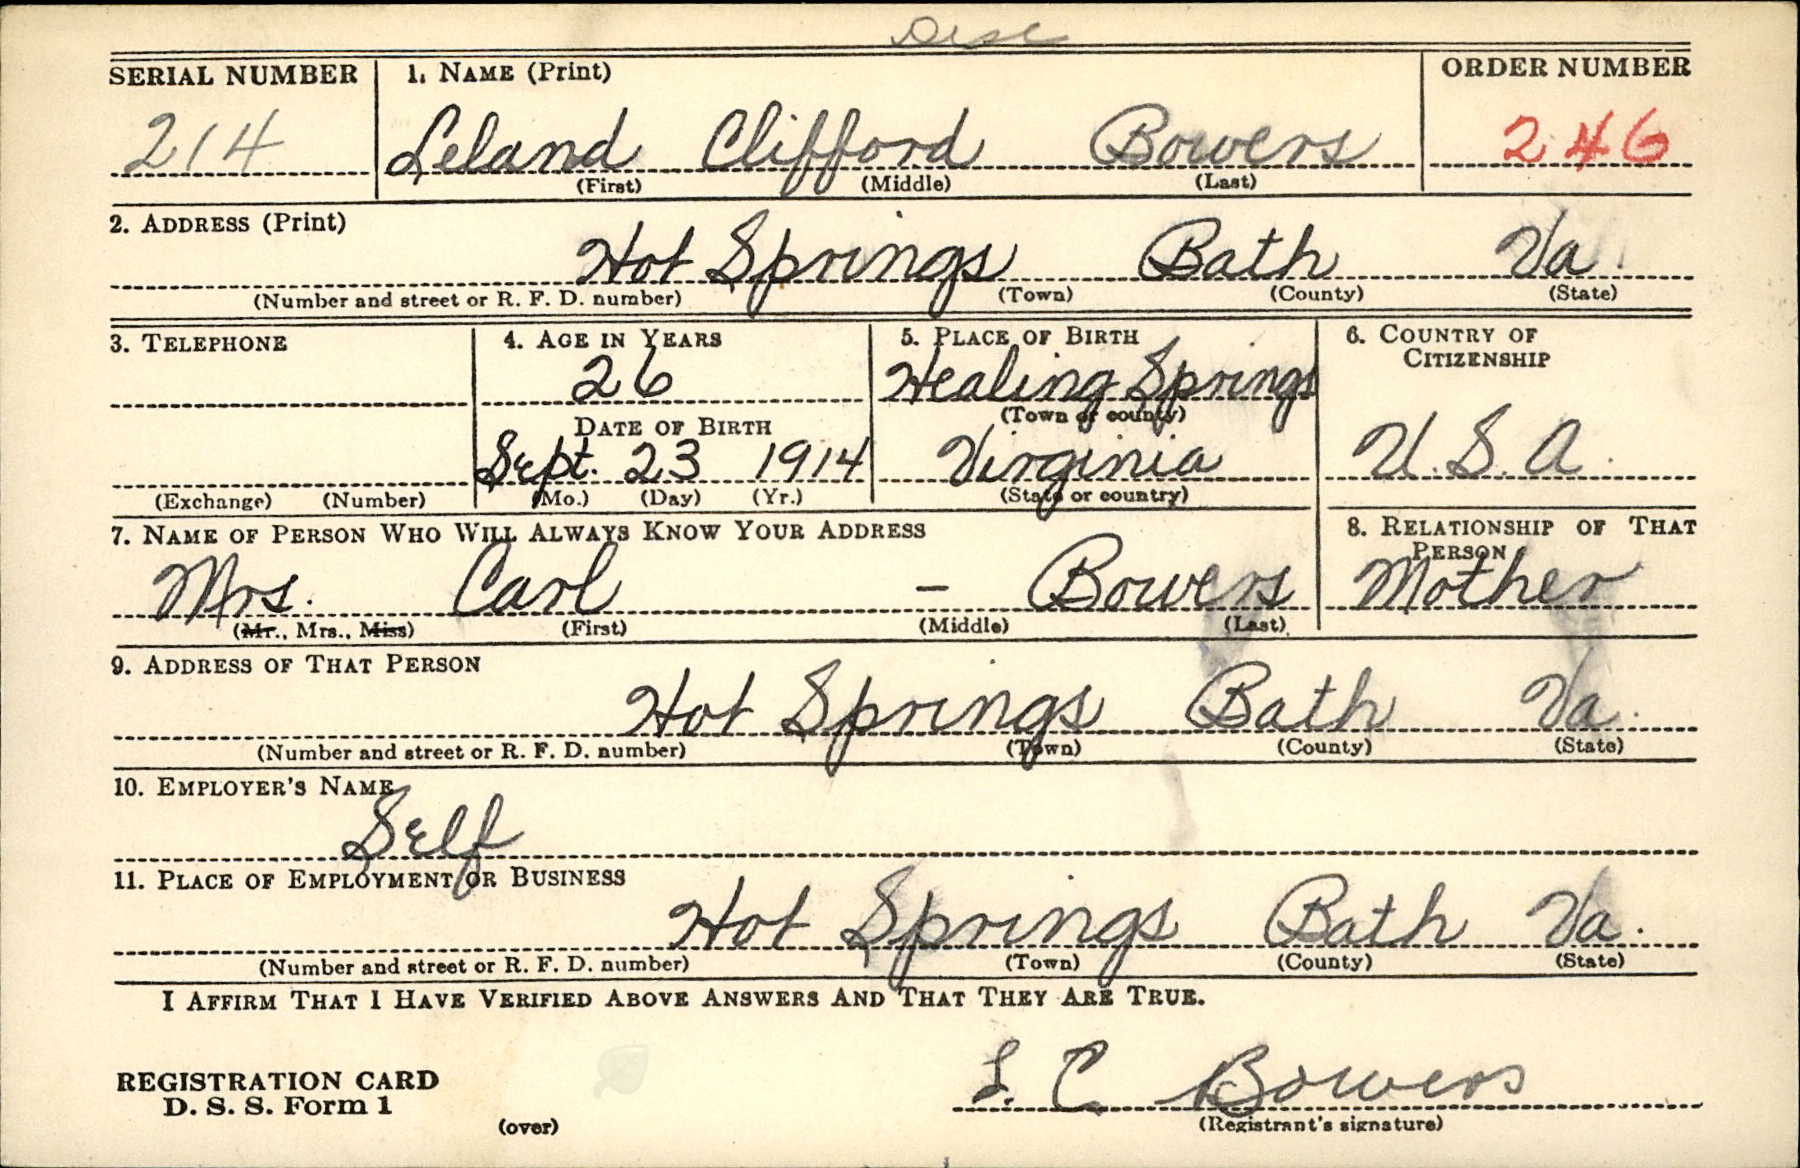 Disc
SERIAL NUMBER 1. NAME (Print) ORDER NUMBER
214 Leland Clifford Bowers 246
(First) (Middle) (Last)
2. ADDRESS (Print)
Hot Springs Bath Va.
(Number and street or R. F. D. number) (Town) (County) (State)
3. TELEPHONE 4. AGE IN YEARS 5. PLACE OF BIRTH 6. COUNTRY OF CITIZENSHIP
26 Healing Springs
(Town or county)
DATE OF BIRTH
Sept. 23 1914 Virginia U.S.A.
(Exchange) (Number) (Mo.) (Day) (Yr.) (State or country)
7. NAME OF PERSON WHO WILL ALWAYS KNOW YOUR ADDRESS 8. RELATIONSHIP OF THAT PERSON
Mrs. Carl – Bowers Mother
(Mr., Mrs., Miss) (First) (Middle) (Last)
9. ADDRESS OF THAT PERSON
Hot Springs Bath Va.
(Number and street or R. F. D. number) (Town) (County) (State)
10. EMPLOYER'S NAME
Self
11. PLACE OF EMPLOYMENT OR BUSINESS
Hot Springs Bath Va.
(Number and street or R. F. D. number) (Town) (County) (State)
I AFFIRM THAT I HAVE VERIFIED ABOVE ANSWERS AND THAT THEY ARE TRUE.
REGISTRATION CARD
D. S. S. Form 1
L. C. Bowers
(over) (Registrant's signature)